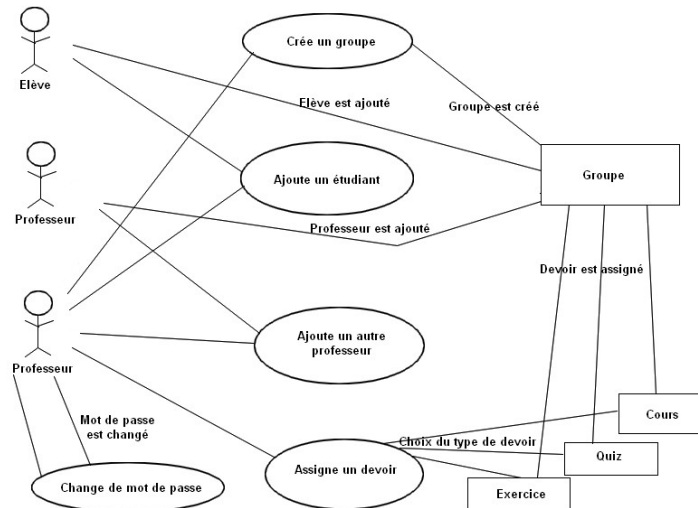 Crée un groupe
Elève
Elève est ajouté
Groupe est créé
Ajoute un étudiant
Groupe
Professeur
Professeur est ajouté
Devoir est assigné
Ajoute un autre
professeur
Professeur
Mot de passe
est changé
Cours
Choix du type de devoir
Quiz
Assigne un devoir
Change de mot de passe
Exercice